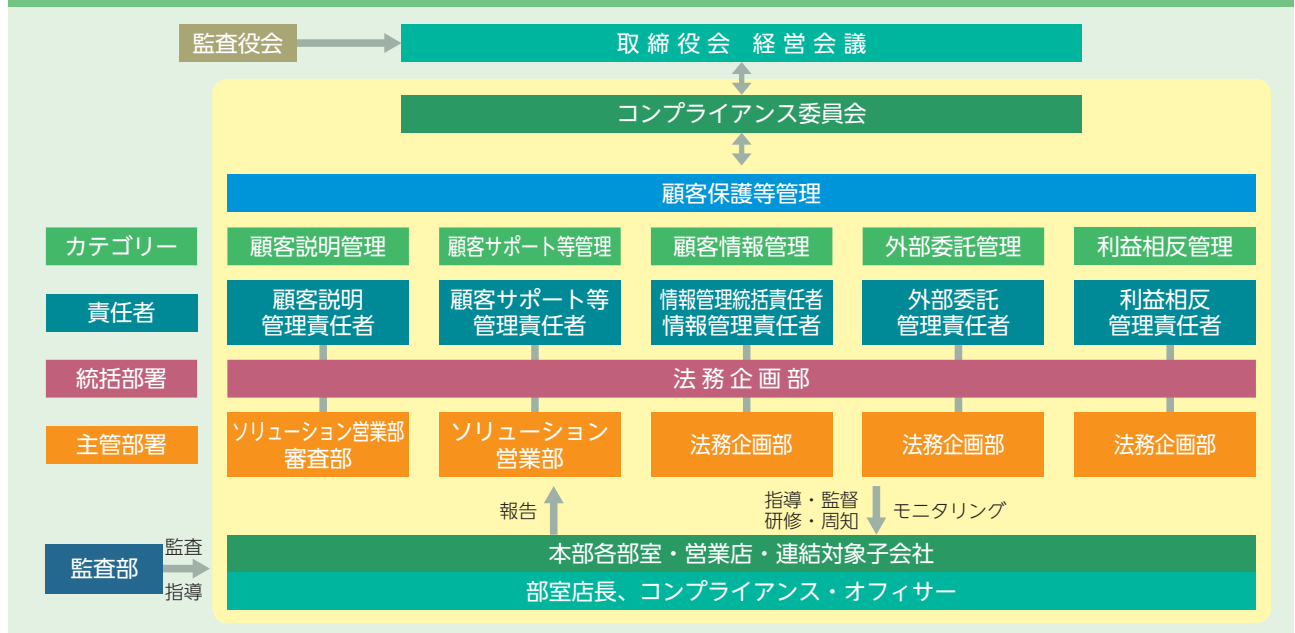 監査役会
取締役会 経営会議
コンプライアンス委員会
顧客保護等管理
カテゴリー
顧客説明管理
顧客サポート等管理
顧客情報管理
外部委託管理
利益相反管理
責任者
顧客説明
管理責任者
顧客サポート等
管理責任者
情報管理統括責任者
情報管理責任者
外部委託
管理責任者
利益相反
管理責任者
統括部署
法務企画部
主管部署
ソリューション営業部
審査部
ソリューション
営業部
法務企画部
法務企画部
法務企画部
報告
指導・監督
研修・周知
モニタリング
監査部
監査
指導
本部各部室・営業店・連結対象子会社
部室店長、コンプライアンス・オフィサー